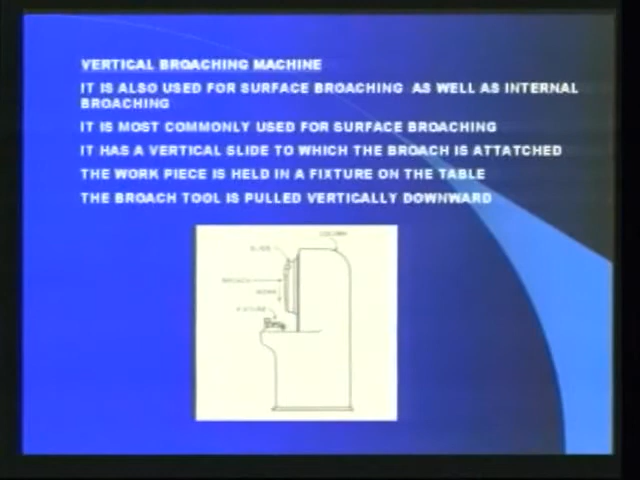 VERTICAL BROACHING MACHINE
IT IS ALSO USED FOR SURFACE BROACHING AS WELL AS INTERNAL
BROACHING
IT IS MOST COMMONLY USED FOR SURFACE BROACHING
IT HAS A VERTICAL SLIDE TO WHICH THE BROACH IS ATTATCHED
THE WORK PIECE IS HELD IN A FIXTURE ON THE TABLE
THE BROACH TOOL IS PULLED VERTICALLY DOWNWARD
COLUMN
SLIDE
BROACH
WORK
FIXTURE